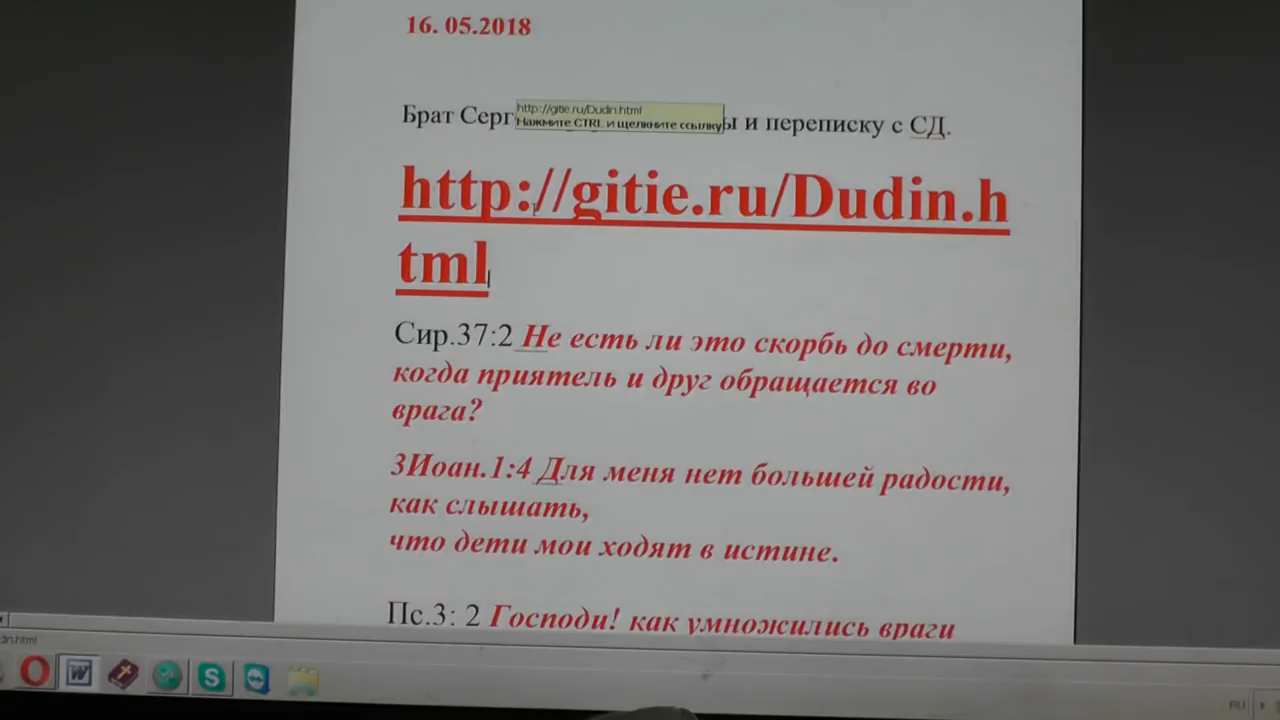 16. 05.2018
http://gitie.ru/Dudin.html
Нажмите CTRL и щелкните ссылку
Брат и переписку с СД.
http://gitie.ru/Dudin.h
tml
Сир.37:2 Не есть ли это скорбь до смерти,
когда приятель и друг обращается во
врага?
3Иоан.1:4 Для меня нет большей радости,
как слышать,
что дети мои ходят в истине.
Пс.3: 2 Господи! как умножились враги
din.html
RU